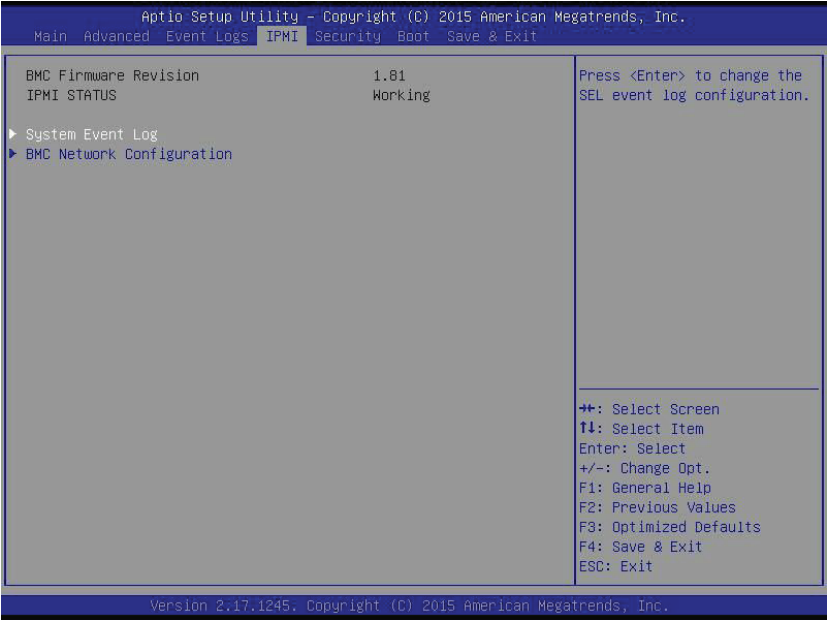 Aptio Setup Utility – Copyright (C) 2015 American Megatrends, Inc.
Main Advanced Event Logs IPMI Security Boot Save & Exit
BMC Firmware Revision 1.81
IPMI STATUS Working
System Event Log
BMC Network Configuration
Press <Enter> to change the
SEL event log configuration.
→←: Select Screen
↑↓: Select Item
Enter: Select
+/-: Change Opt.
F1: General Help
F2: Previous Values
F3: Optimized Defaults
F4: Save & Exit
ESC: Exit
Version 2.17.1245. Copyright (C) 2015 American Megatrends, Inc.